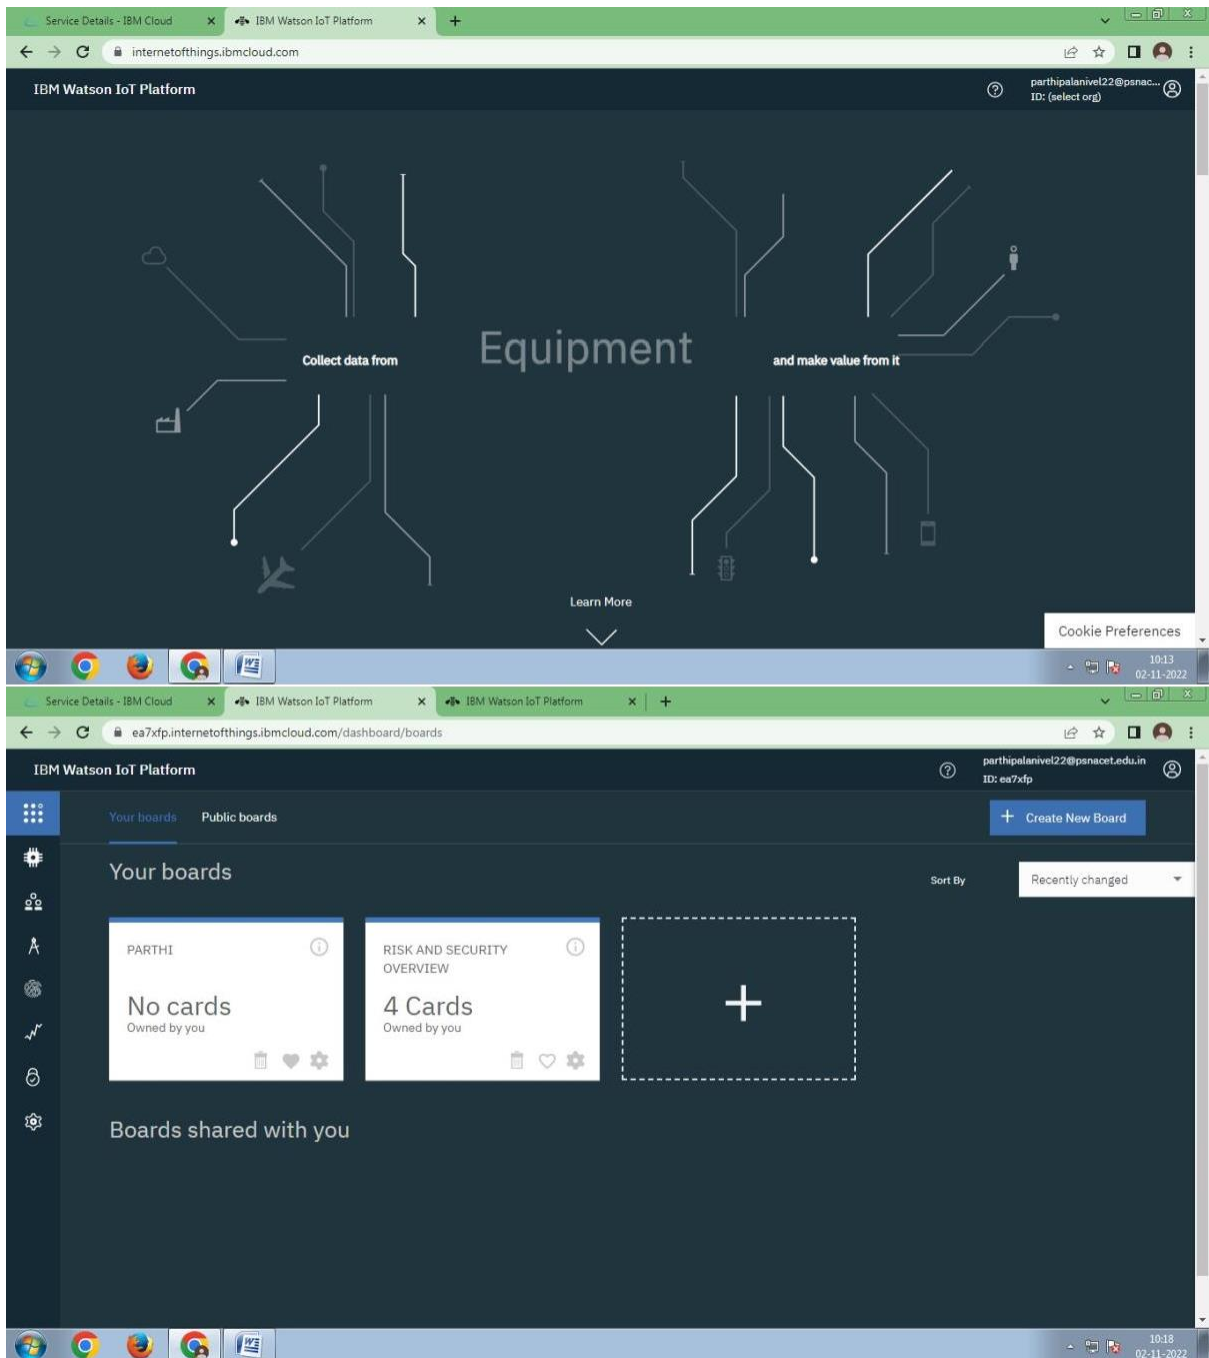 Service Details - IBM Cloud
IBM Watson IoT Platform
internetofthings.ibmcloud.com
IBM Watson IoT Platform
parthipalanivel22@psnac...
ID: (select org)
Collect data from
Equipment
and make value from it
Learn More
Cookie Preferences
10:13
02-11-2022
Service Details - IBM Cloud
IBM Watson IoT Platform
IBM Watson IoT Platform
ea7xfp.internetofthings.ibmcloud.com/dashboard/boards
IBM Watson IoT Platform
parthipalanivel22@psnacet.edu.in
ID: ea7xfp
Your boards
Public boards
+ Create New Board
Your boards
Sort By
Recently changed
PARTHI
No cards
Owned by you
RISK AND SECURITY
OVERVIEW
4 Cards
Owned by you
Boards shared with you
10:18
02-11-2022